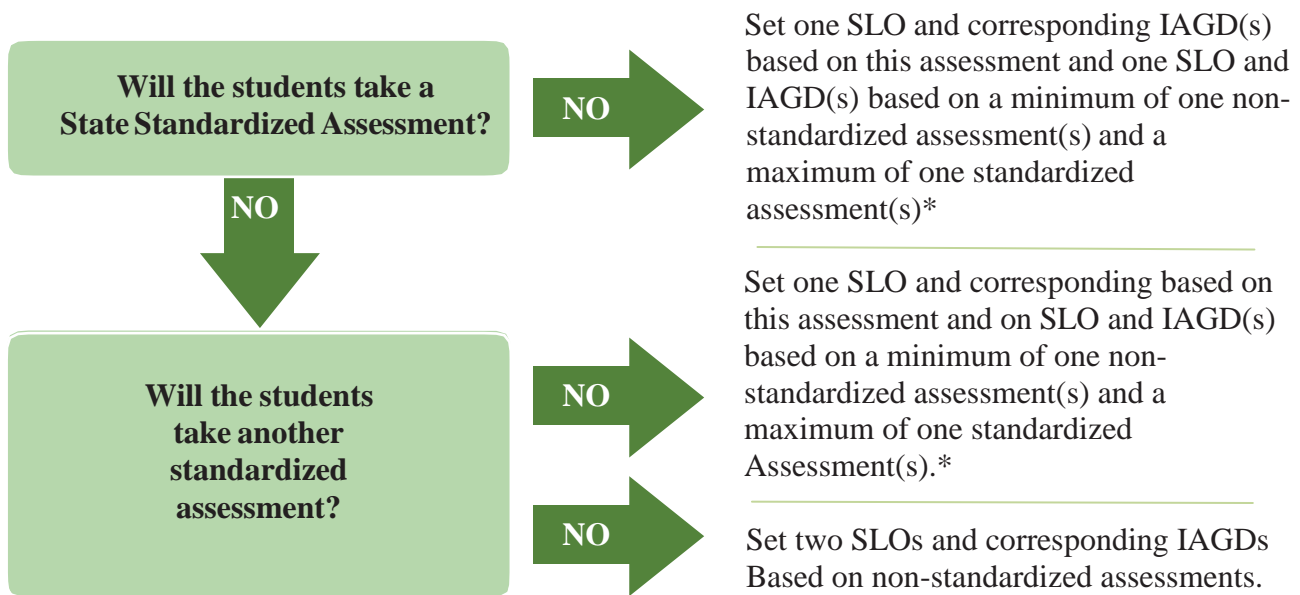 Will the students take a
State Standardized Assessment?
NO
Set one SLO and corresponding IAGD(s)
based on this assessment and one SLO and
IAGD(s) based on a minimum of one non-
standardized assessment(s) and a
maximum of one standardized
assessment(s)*
NO
Will the students
take another
standardized
assessment?
NO
Set one SLO and corresponding based on
this assessment and on SLO and IAGD(s)
based on a minimum of one non-
standardized assessment(s) and a
maximum of one standardized
Assessment(s).*
NO
Set two SLOs and corresponding IAGDs
Based on non-standardized assessments.